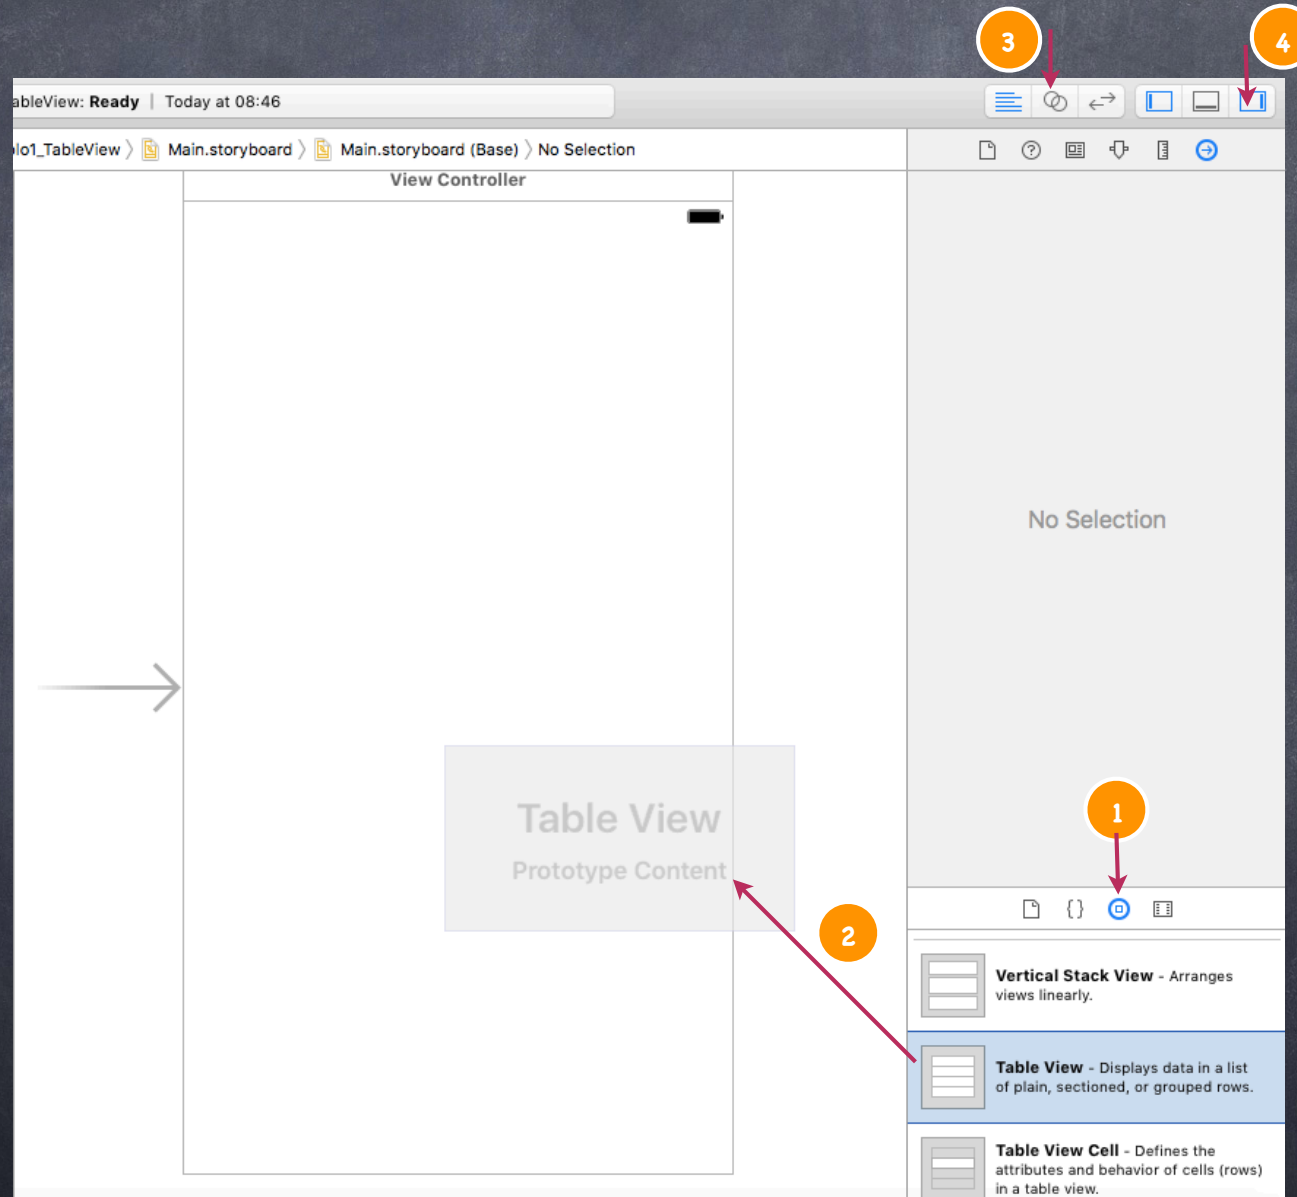 3
4
ableView: Ready | Today at 08:46
lo1_TableView 〉 Main.storyboard 〉 Main.storyboard (Base) 〉 No Selection
View Controller
No Selection
Table View
Prototype Content
1
2
{}
Vertical Stack View - Arranges
views linearly.
Table View - Displays data in a list
of plain, sectioned, or grouped rows.
Table View Cell - Defines the
attributes and behavior of cells (rows)
in a table view.